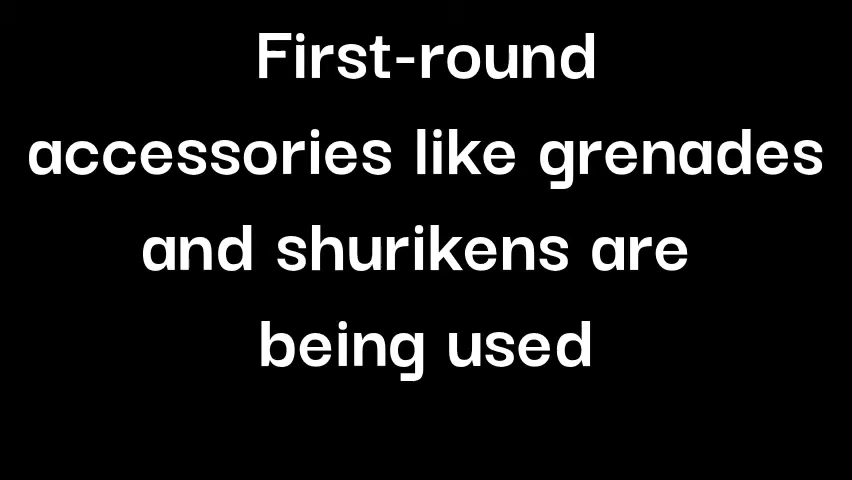 First-round
accessories like grenades
and shurikens are
being used